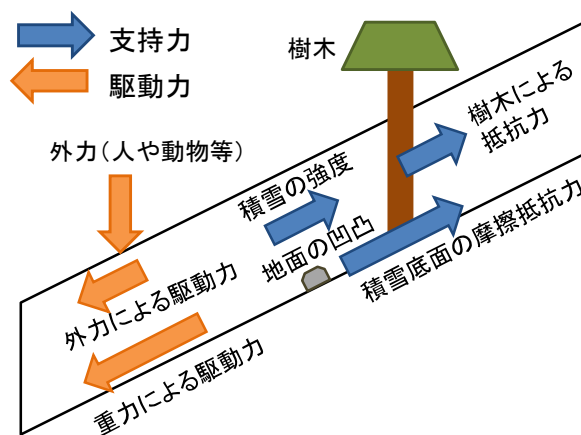 支持力
駆動力
樹木
外力(人や動物等)
樹木による
抵抗力
積雪の強度
地面の凹凸
積雪底面の摩擦抵抗力
外力による駆動力
重力による駆動力